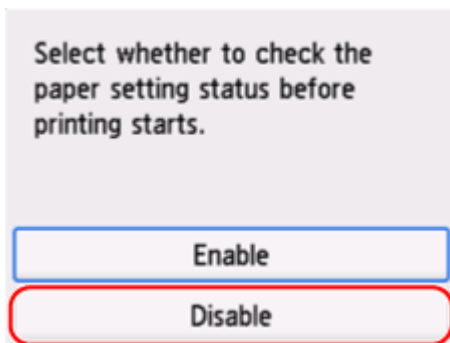 Select whether to check the
paper setting status before
printing starts.
Enable
Disable